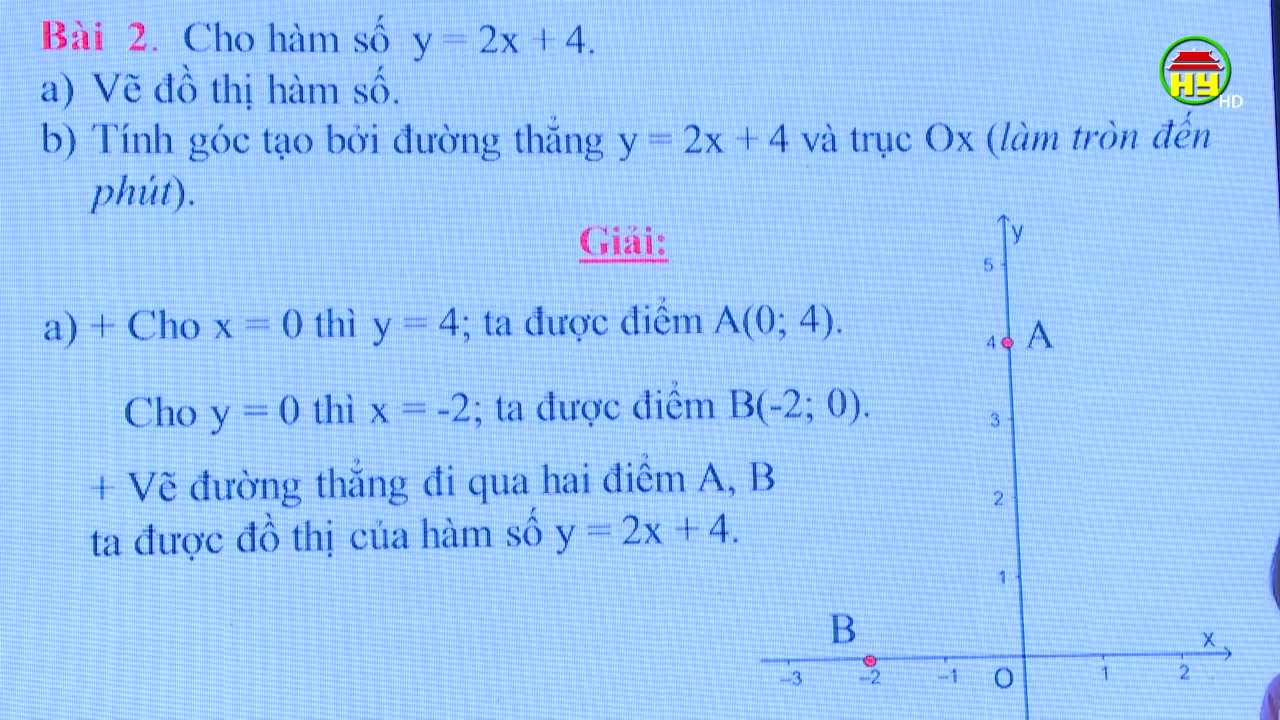 Bài 2. Cho hàm số y = 2x + 4.
HY
HD
a) Vẽ đồ thị hàm số.
b) Tính góc tạo bởi đường thẳng y = 2x + 4 và trục Ox (làm tròn đến
phút).
Giải:
a) + Cho x = 0 thì y = 4; ta được điểm A(0; 4).
Cho y = 0 thì x = -2; ta được điểm B(-2; 0).
+ Vẽ đường thẳng đi qua hai điểm A, B
ta được đồ thị của hàm số y = 2x + 4.
y
5
4 A
3
2
1
B
x
-3 -2 -1 O 1 2